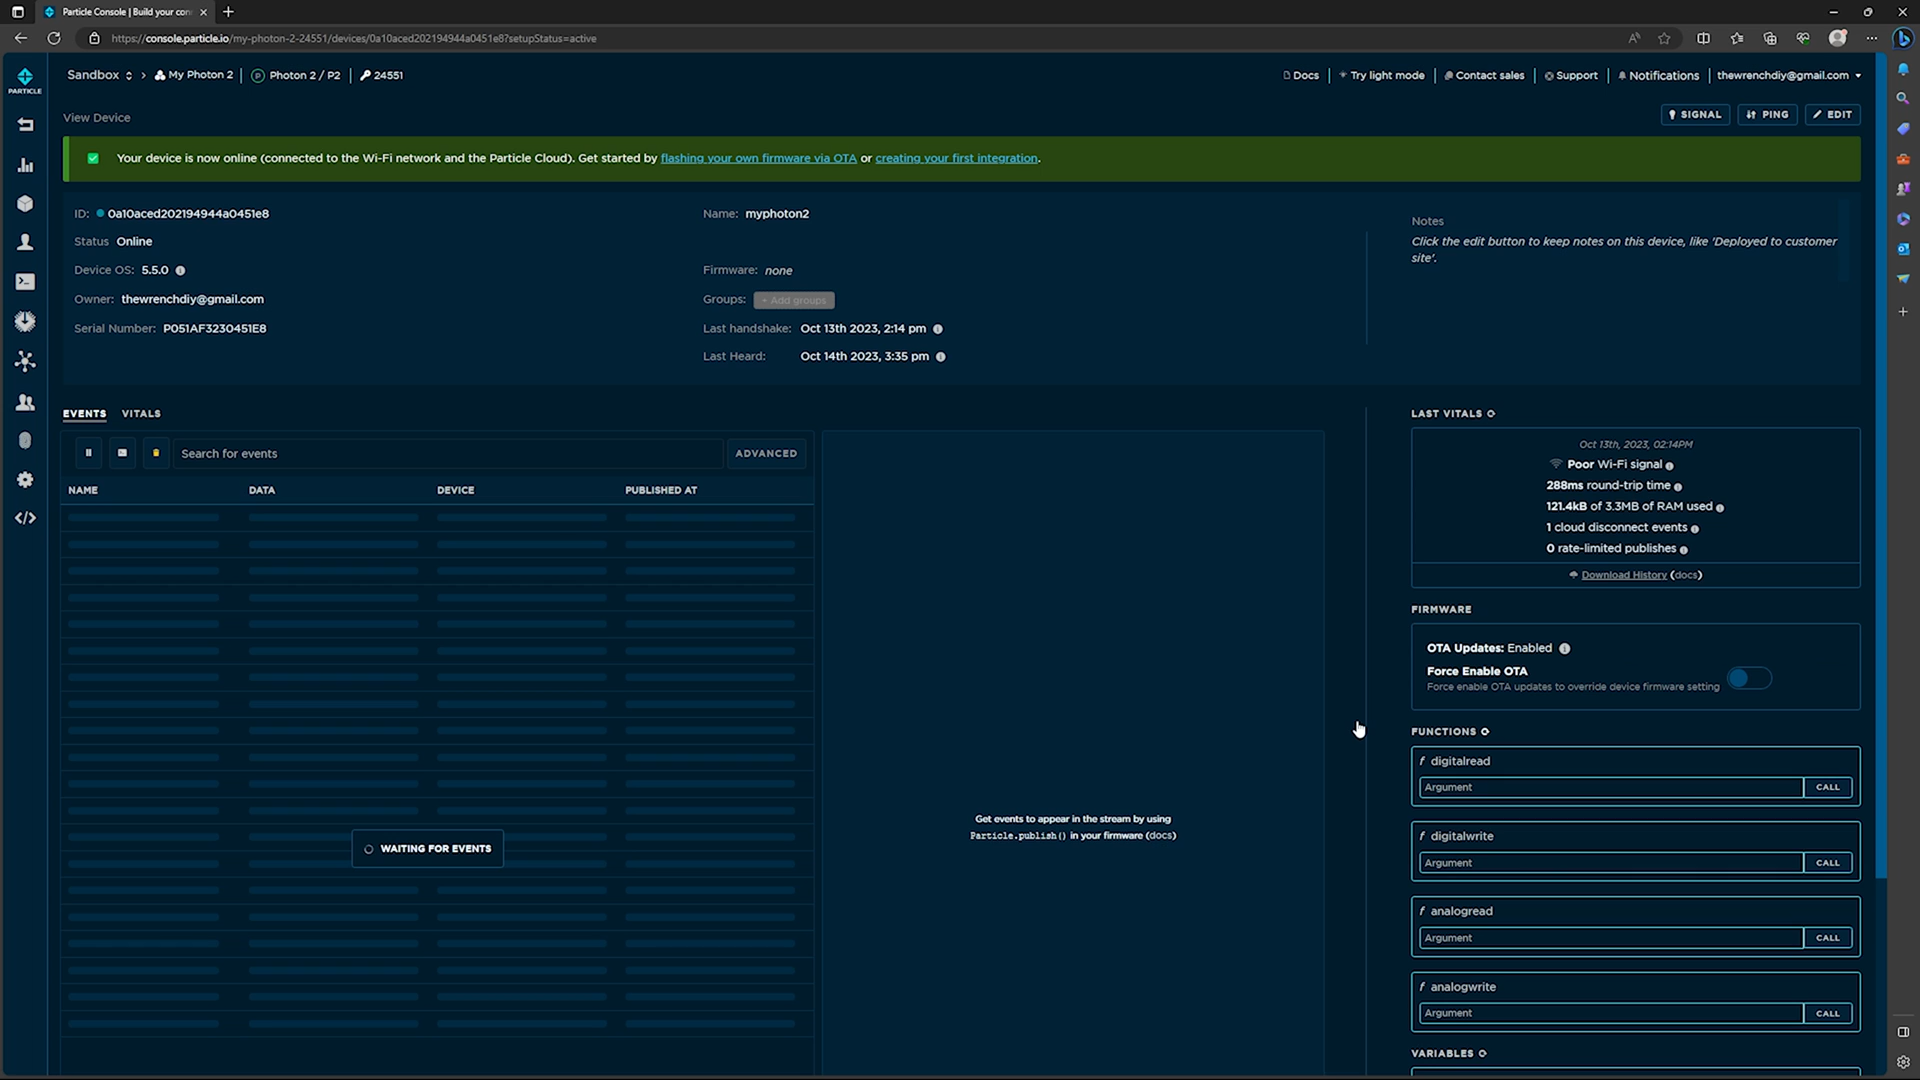 Particle Console | Build your con
https://console.particle.io/my-photon-2-24551/devices/0a10aced202194944a0451e8?setupStatus=active
PARTICLE
Sandbox > My Photon 2 | Photon 2 / P2 | 24551
Docs | Try light mode | Contact sales | Support | Notifications | thewrenchdiy@gmail.com
View Device
SIGNAL
PING
EDIT
Your device is now online (connected to the Wi-Fi network and the Particle Cloud). Get started by flashing your own firmware via OTA or creating your first integration.
ID: 0a10aced202194944a0451e8
Status Online
Device OS: 5.5.0
Owner: thewrenchdiy@gmail.com
Serial Number: P051AF3230451E8
Name: myphoton2
Firmware: none
Groups: + Add groups
Last handshake: Oct 13th 2023, 2:14 pm
Last Heard: Oct 14th 2023, 3:35 pm
Notes
Click the edit button to keep notes on this device, like 'Deployed to customer
site'.
EVENTS VITALS
Search for events
ADVANCED
NAME DATA DEVICE PUBLISHED AT
WAITING FOR EVENTS
Get events to appear in the stream by using
Particle.publish() in your firmware (docs)
LAST VITALS
Oct 13th, 2023, 02:14PM
Poor Wi-Fi signal
288ms round-trip time
121.4kB of 3.3MB of RAM used
1 cloud disconnect events
0 rate-limited publishes
Download History (docs)
FIRMWARE
OTA Updates: Enabled
Force Enable OTA
Force enable OTA updates to override device firmware setting
FUNCTIONS
f digitalread
Argument CALL
f digitalwrite
Argument CALL
f analogread
Argument CALL
f analogwrite
Argument CALL
VARIABLES